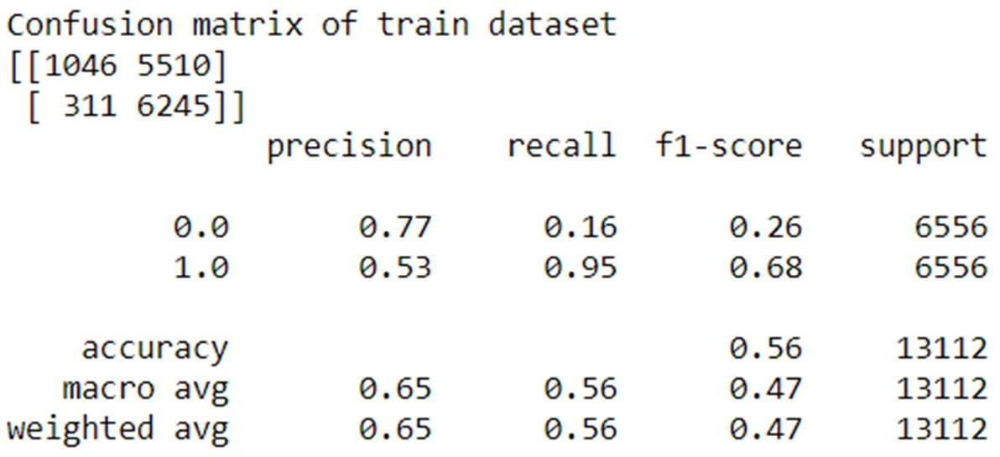 Confusion matrix of train dataset
[[1046 5510]
 [ 311 6245]]
              precision    recall  f1-score   support

         0.0       0.77      0.16      0.26      6556
         1.0       0.53      0.95      0.68      6556

    accuracy                           0.56     13112
   macro avg       0.65      0.56      0.47     13112
weighted avg       0.65      0.56      0.47     13112